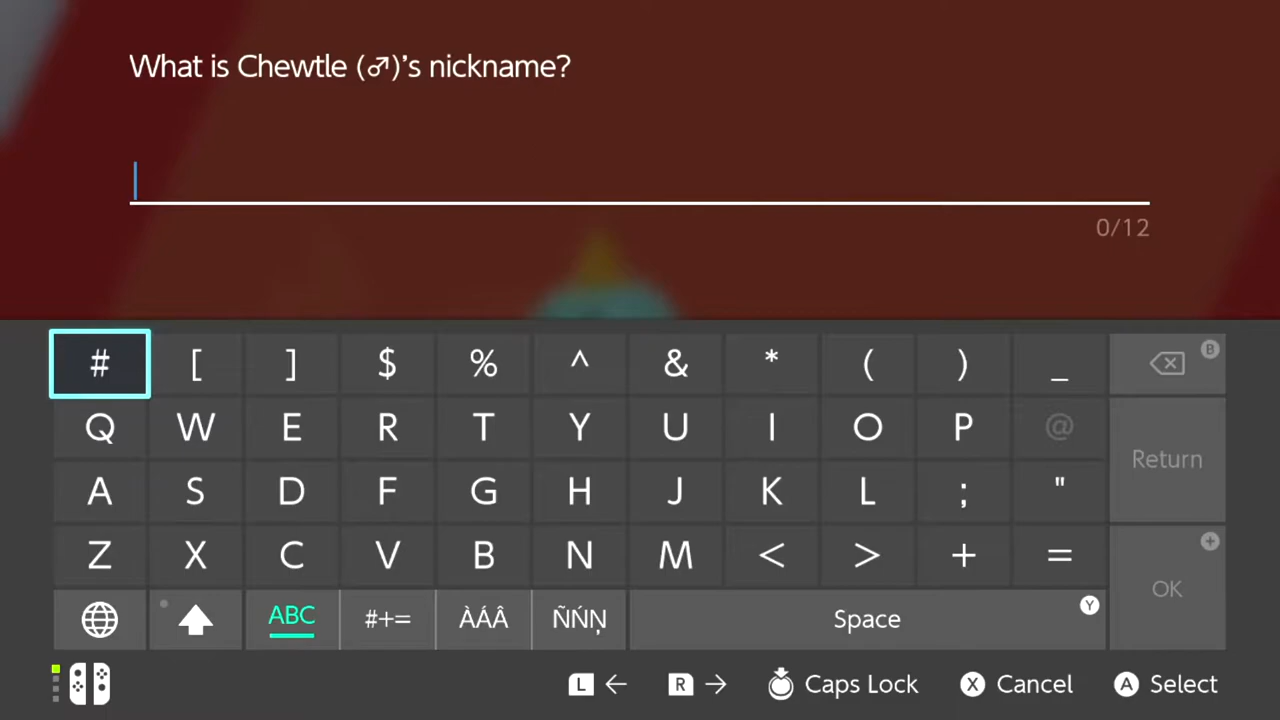 What is Chewtle (♂)'s nickname?
0/12
# [ ] $ % ^ & * ( ) _ B
Q W E R T Y U I O P @ Return
A S D F G H J K L ; "
Z X C V B N M < > + = + OK
ABC #+= ÀÁÂ ÑŃŅ Space Y
L ← R → Caps Lock X Cancel A Select